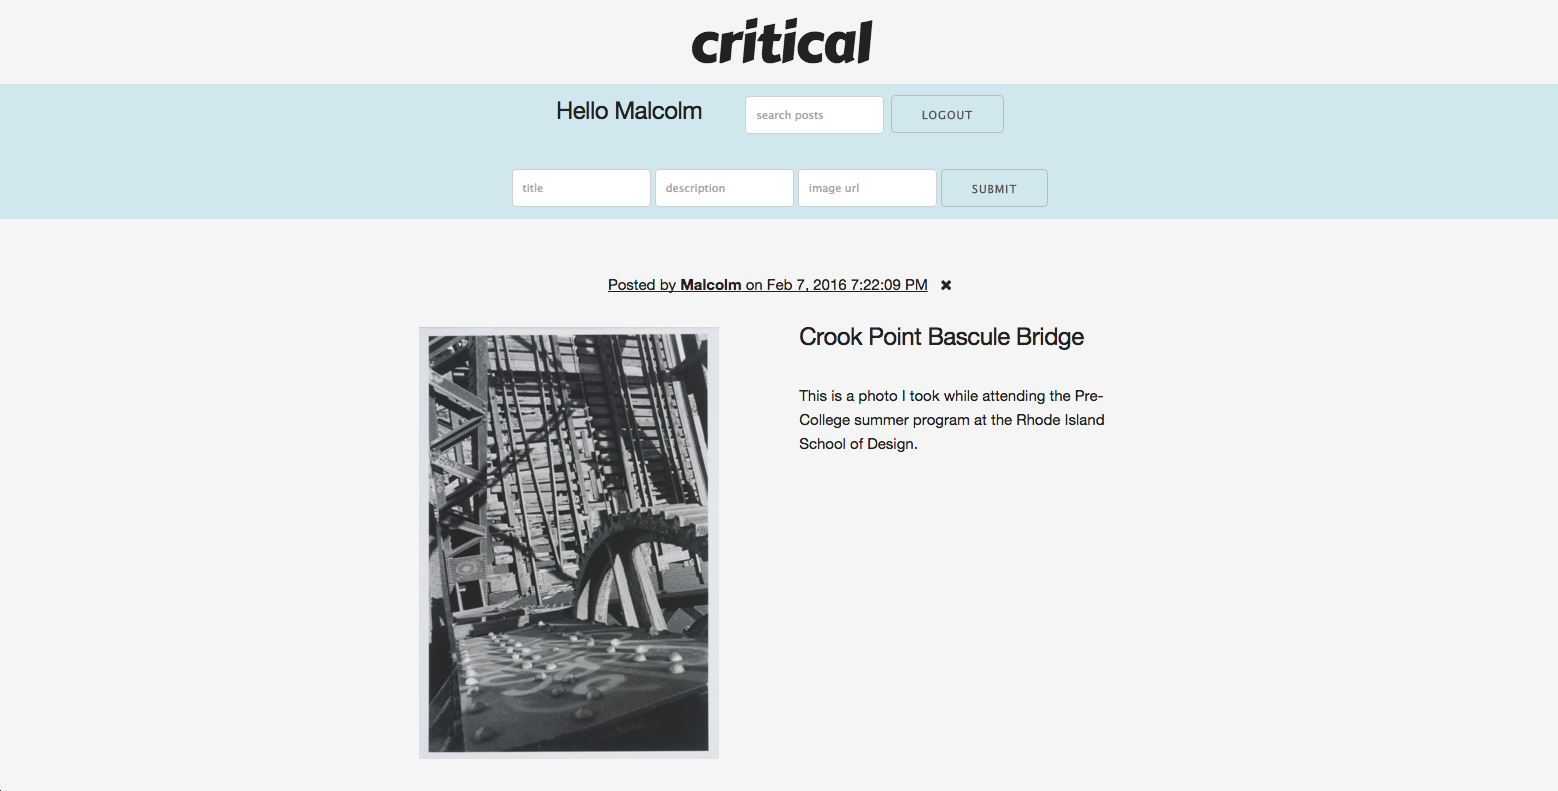 critical
Hello Malcolm
search posts
LOGOUT
title
description
image url
SUBMIT
Posted by Malcolm on Feb 7, 2016 7:22:09 PM ✖
Crook Point Bascule Bridge
This is a photo I took while attending the Pre-
College summer program at the Rhode Island
School of Design.